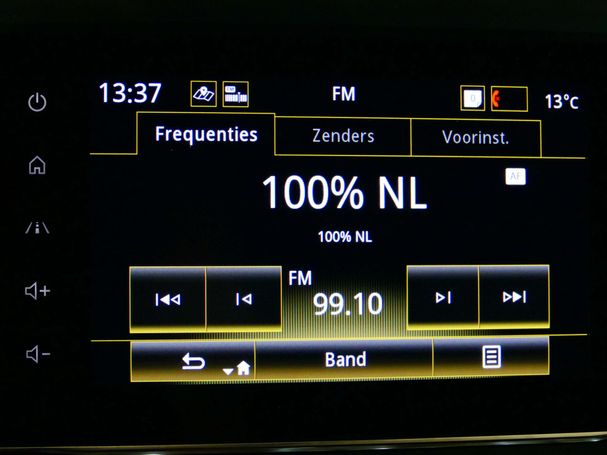 13:37 FM 13°C
Frequenties Zenders Voorinst.
AF
100% NL
100% NL
FM
99.10
Band